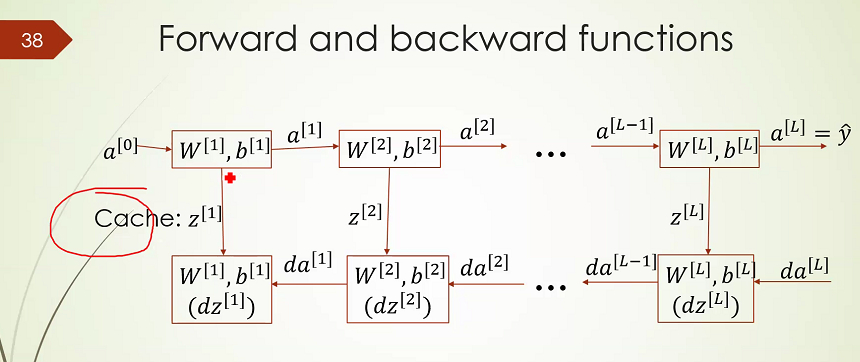 38
Forward and backward functions
a^[0] W^[1], b^[1] a^[1] W^[2], b^[2] a^[2] ... a^[L−1] W^[L], b^[L] a^[L] = ŷ
Cache: z^[1] z^[2] z^[L]
W^[1], b^[1] da^[1] W^[2], b^[2] da^[2] ... da^[L−1] W^[L], b^[L] da^[L]
(dz^[1]) (dz^[2]) (dz^[L])